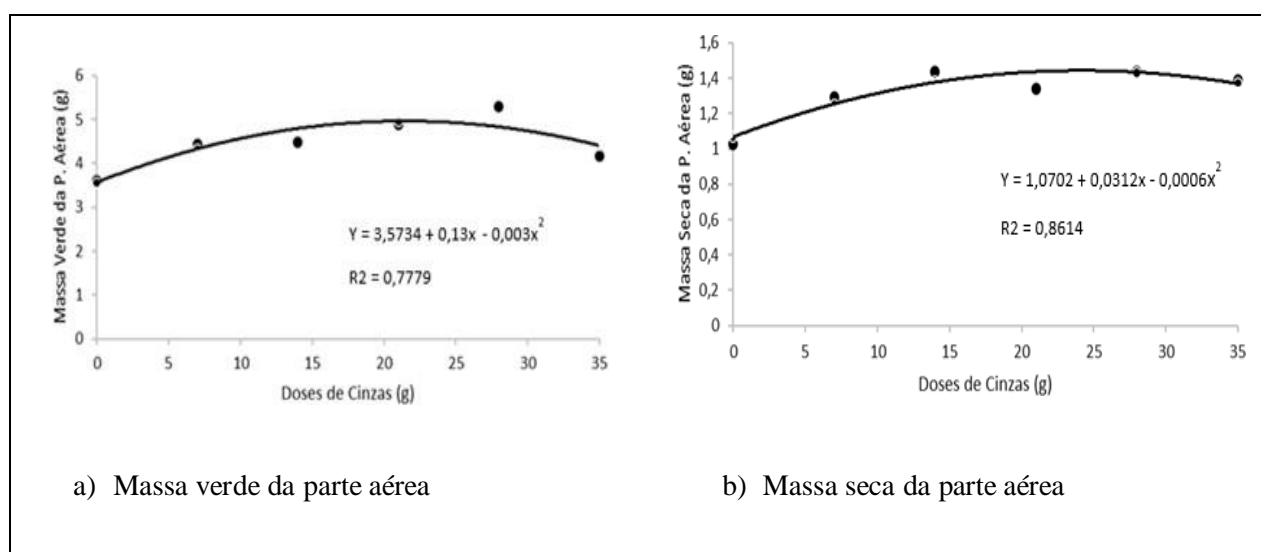 Massa Verde da P. Aérea (g)
6
5
4
3
2
1
0
Y = 3,5734 + 0,13x - 0,003x²
R2 = 0,7779
0 5 10 15 20 25 30 35
Doses de Cinzas (g)
a) Massa verde da parte aérea
Massa Seca da P. Aérea (g)
1,6
1,4
1,2
1
0,8
0,6
0,4
0,2
0
Y = 1,0702 + 0,0312x - 0,0006x²
R2 = 0,8614
0 5 10 15 20 25 30 35
Doses de Cinzas (g)
b) Massa seca da parte aérea